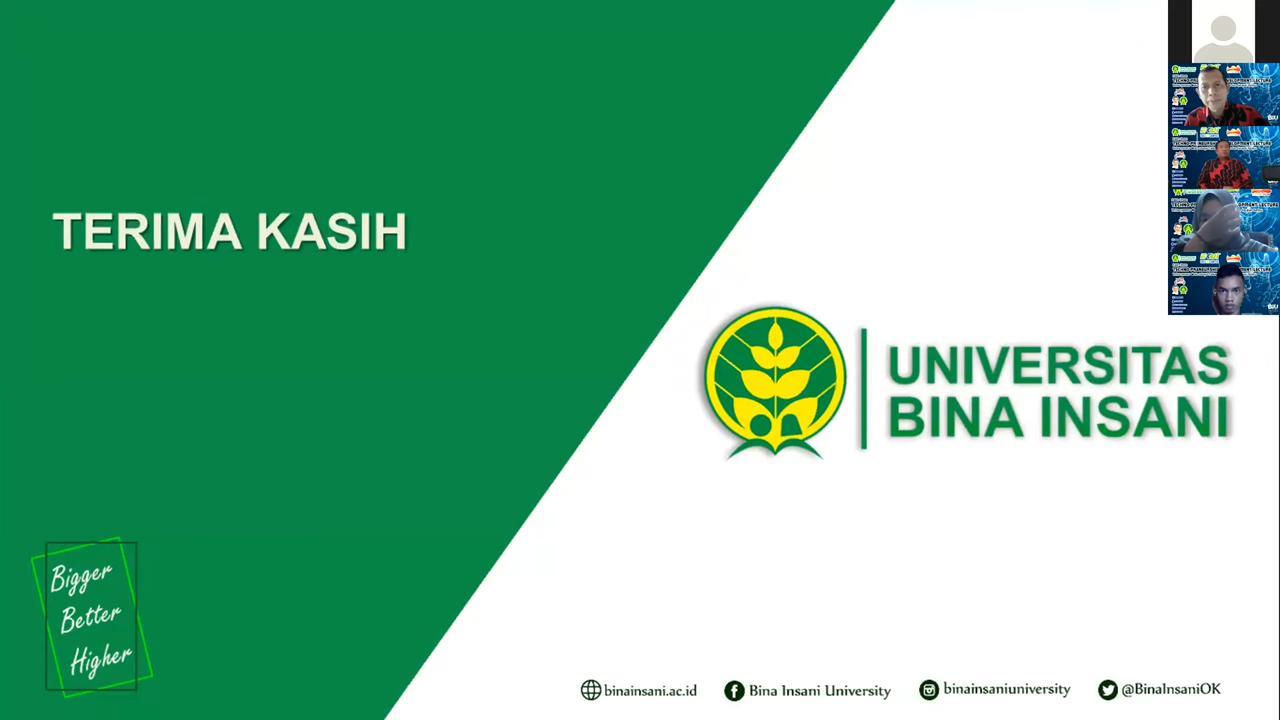 TERIMA KASIH
UNIVERSITAS
BINA INSANI
Bigger
Better
Higher
binainsani.ac.id
Bina Insani University
binainsaniuniversity
@BinaInsaniOK